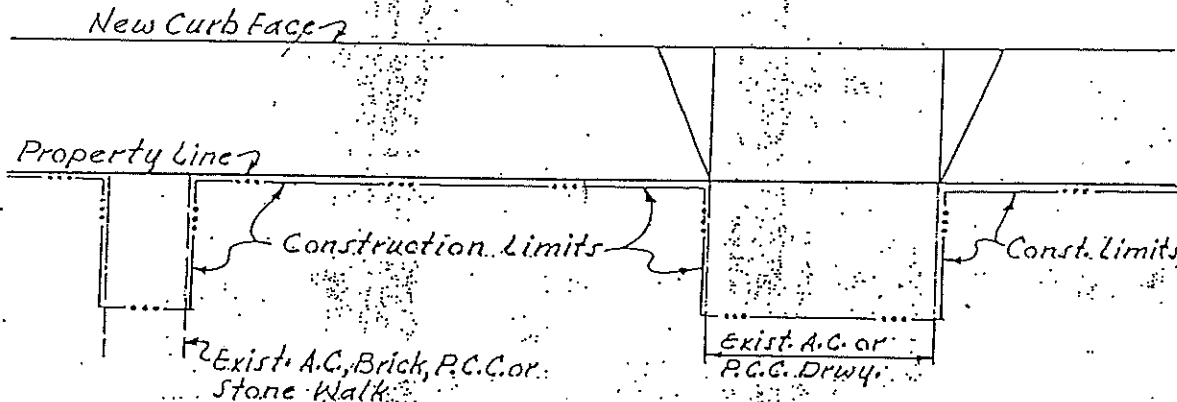 New Curb Face
Property Line
Construction Limits
Const. Limits
Exist. A.C., Brick, P.C.C. or
Stone Walk
Exist. A.C. or
P.C.C. Drwy.